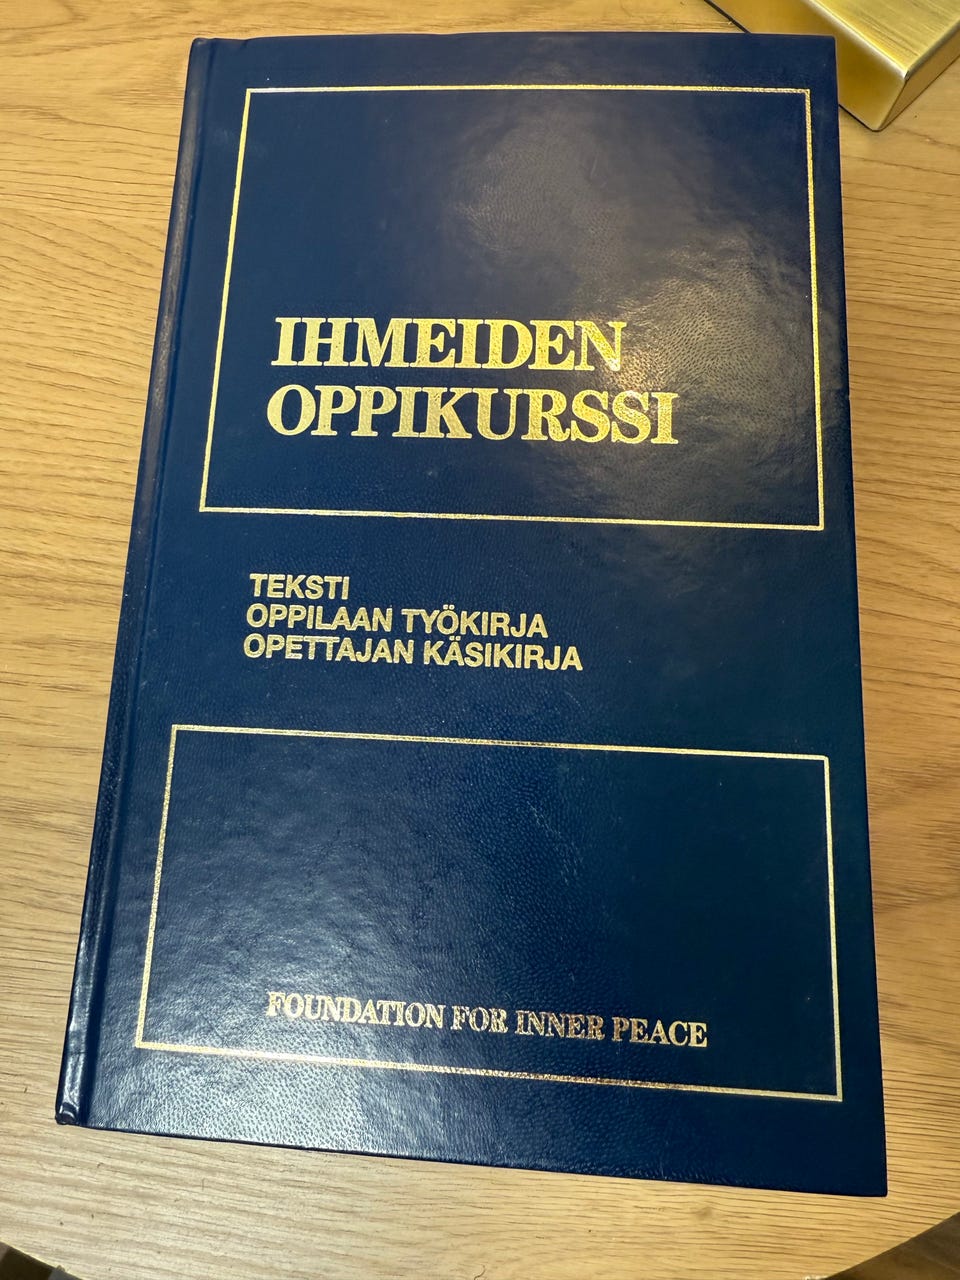 IHMEIDEN
OPPIKURSSI
TEKSTI
OPPILAAN TYÖKIRJA
OPETTAJAN KÄSIKIRJA
FOUNDATION FOR INNER PEACE